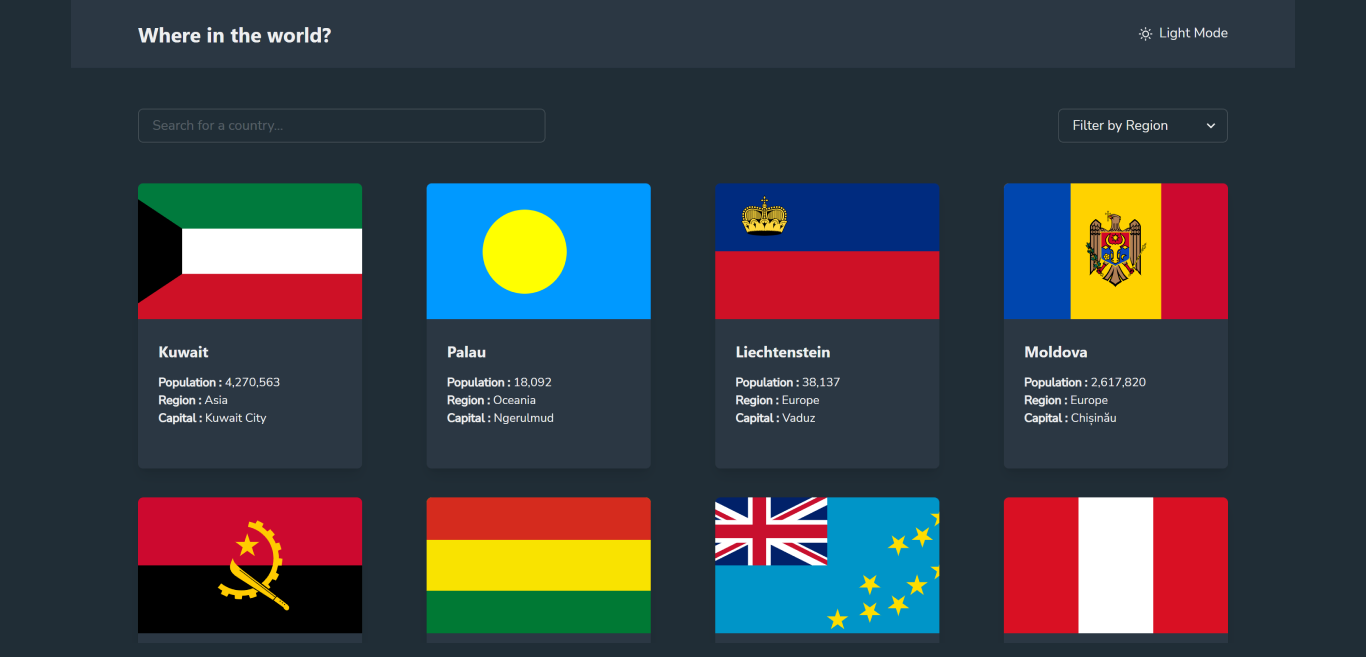 Where in the world?
Light Mode
Search for a country...
Filter by Region
Kuwait
Population : 4,270,563
Region : Asia
Capital : Kuwait City
Palau
Population : 18,092
Region : Oceania
Capital : Ngerulmud
Liechtenstein
Population : 38,137
Region : Europe
Capital : Vaduz
Moldova
Population : 2,617,820
Region : Europe
Capital : Chișinău